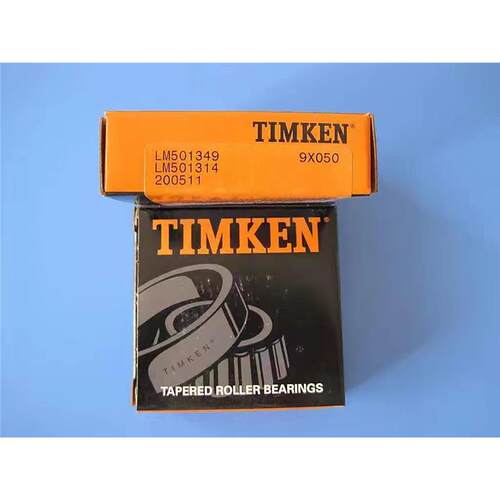 TIMKEN®
LM501349 9X050
LM501314
200511
TIMKEN®
TIMKEN®
TAPERED ROLLER BEARINGS